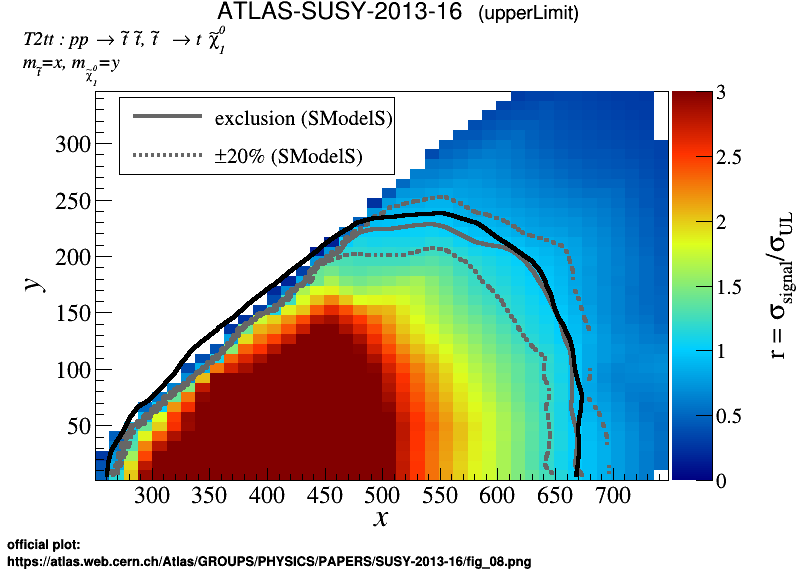 ATLAS-SUSY-2013-16 (upperLimit)
T2tt : pp → t̃ t̃, t̃ → t χ̃⁰₁
m_t̃=x, m_χ̃⁰₁=y
exclusion (SModelS)
±20% (SModelS)
300
250
200
150
100
50
y
300 350 400 450 500 550 600 650 700
x
3
2.5
2
1.5
1
0.5
0
r = σ_signal/σ_UL
official plot:
https://atlas.web.cern.ch/Atlas/GROUPS/PHYSICS/PAPERS/SUSY-2013-16/fig_08.png